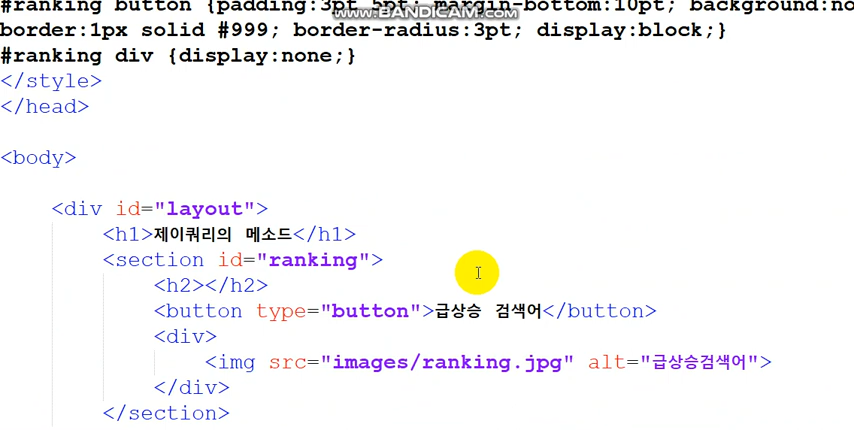 #ranking button {padding:3pt 5pt; margin-bottom:10pt; background:no
www.BANDICAM.com
border:1px solid #999; border-radius:3pt; display:block;}
#ranking div {display:none;}
</style>
</head>
<body>
<div id="layout">
<h1>제이쿼리의 메소드</h1>
<section id="ranking">
<h2></h2>
<button type="button">급상승 검색어</button>
<div>
<img src="images/ranking.jpg" alt="급상승검색어">
</div>
</section>